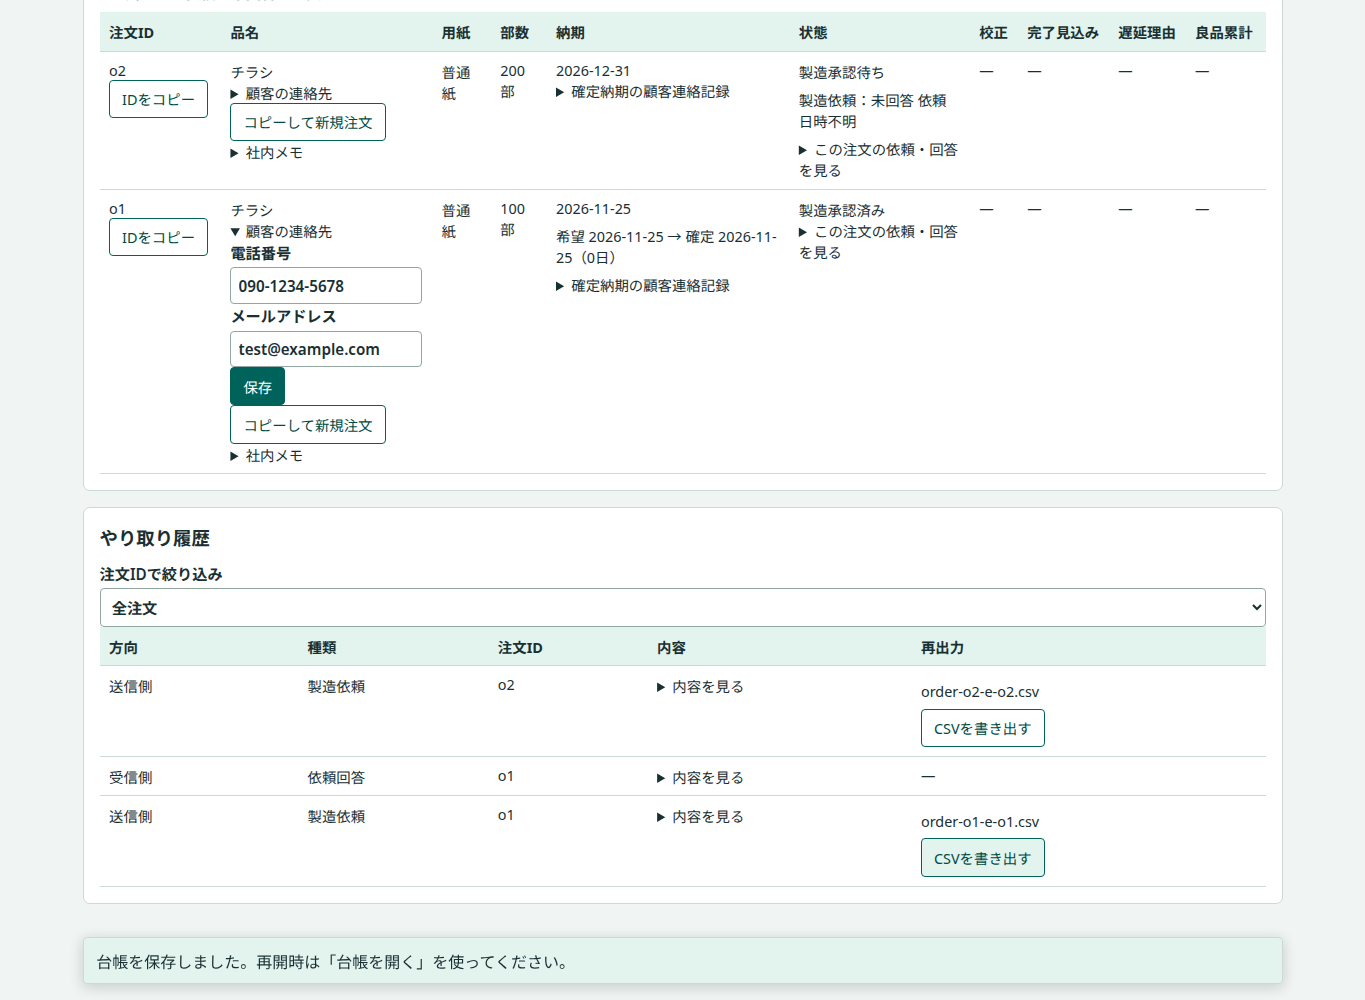 注文ID 品名 用紙 部数 納期 状態 校正 完了見込み 遅延理由 良品累計
o2 チラシ 普通紙 200部 2026-12-31 製造承認待ち — — — —
IDをコピー
▶ 顧客の連絡先
コピーして新規注文
▶ 社内メモ
▶ 確定納期の顧客連絡記録
製造依頼：未回答 依頼
日時不明
▶ この注文の依頼・回答
を見る
o1 チラシ 普通紙 100部 2026-11-25 製造承認済み — — — —
IDをコピー
▼ 顧客の連絡先
電話番号
090-1234-5678
メールアドレス
test@example.com
保存
コピーして新規注文
▶ 社内メモ
希望 2026-11-25 → 確定 2026-11-
25（0日）
▶ 確定納期の顧客連絡記録
▶ この注文の依頼・回答
を見る
やり取り履歴
注文IDで絞り込み
全注文
方向 種類 注文ID 内容 再出力
送信側 製造依頼 o2 ▶ 内容を見る order-o2-e-o2.csv
CSVを書き出す
受信側 依頼回答 o1 ▶ 内容を見る —
送信側 製造依頼 o1 ▶ 内容を見る order-o1-e-o1.csv
CSVを書き出す
台帳を保存しました。再開時は「台帳を開く」を使ってください。